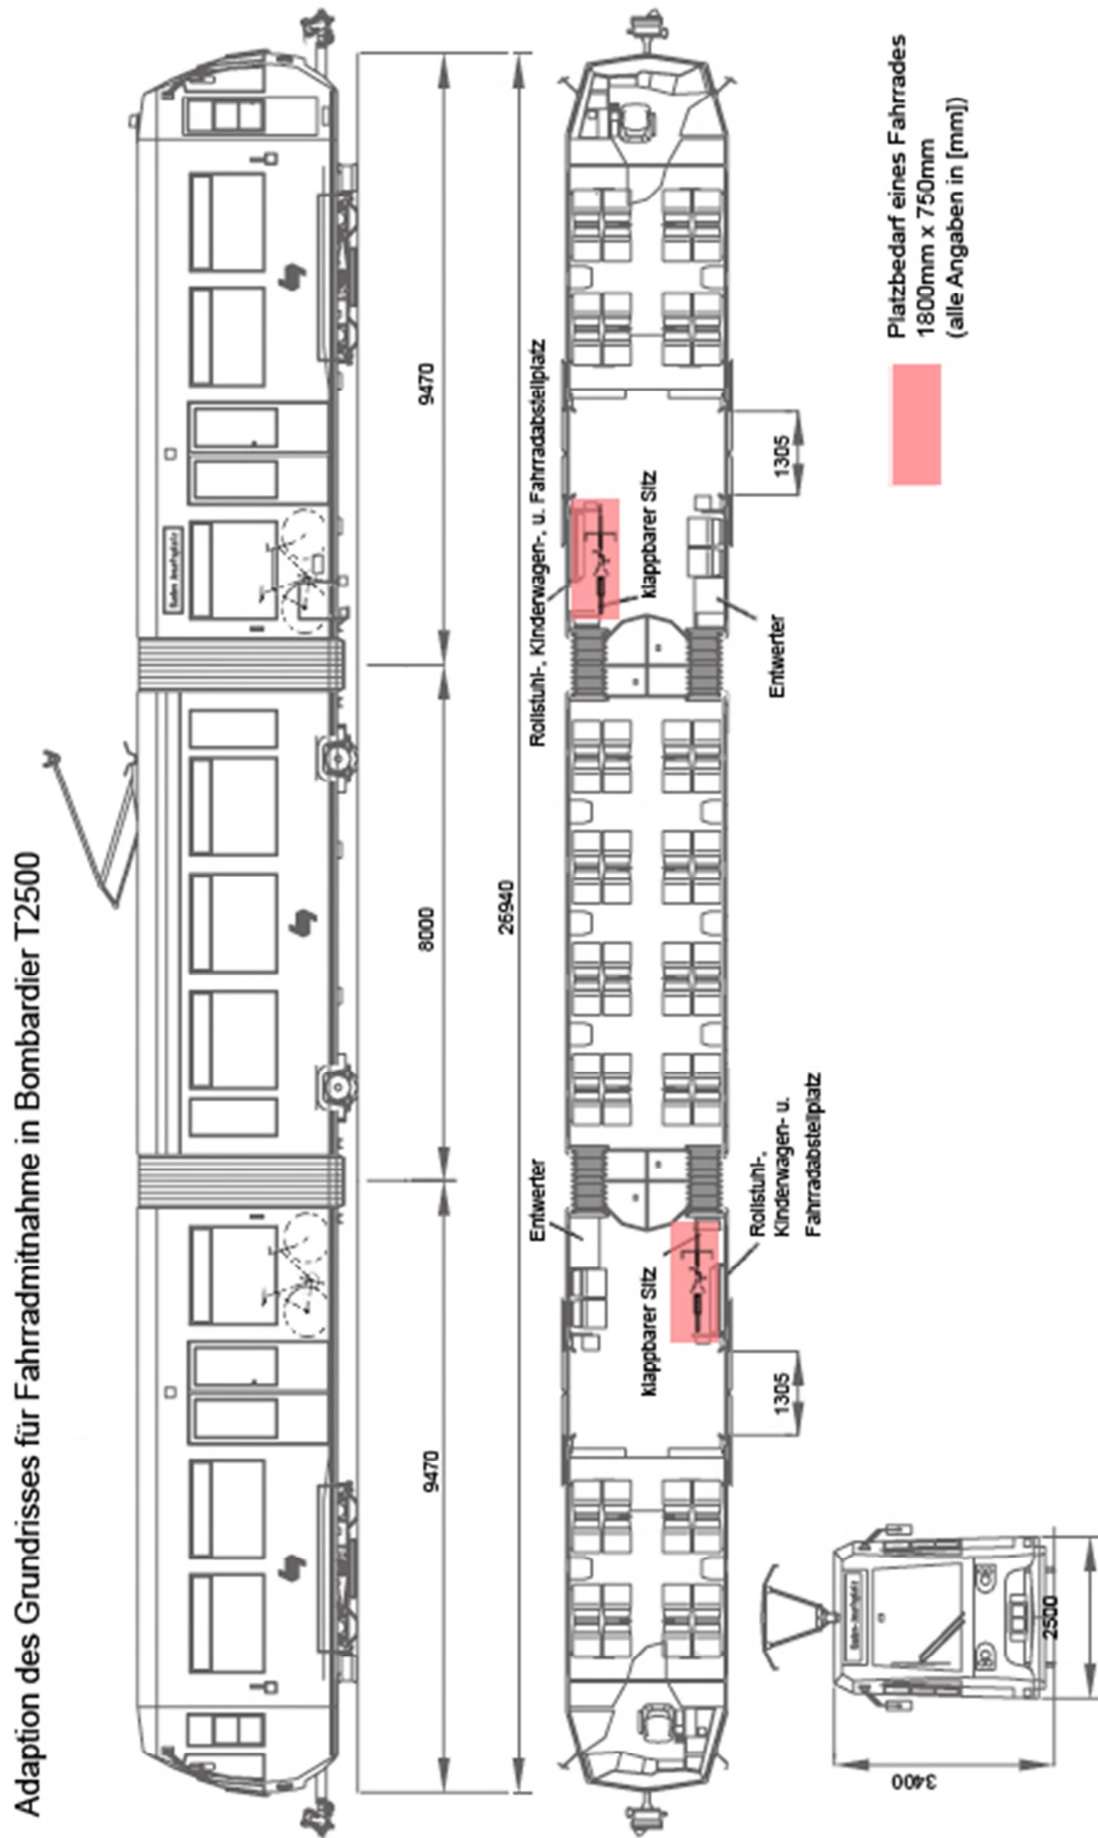 Adaption des Grundrisses für Fahrradmitnahme in Bombardier T2500
9470
8000
9470
26940
Entwerter
klappbarer Sitz
Rollstuhl-,
Kinderwagen- u.
Fahrradabstellplatz
1305
Rollstuhl-, Kinderwagen-, u. Fahrradabstellplatz
klappbarer Sitz
Entwerter
1305
3400
2500
Platzbedarf eines Fahrrades
1800mm x 750mm
(alle Angaben in [mm])